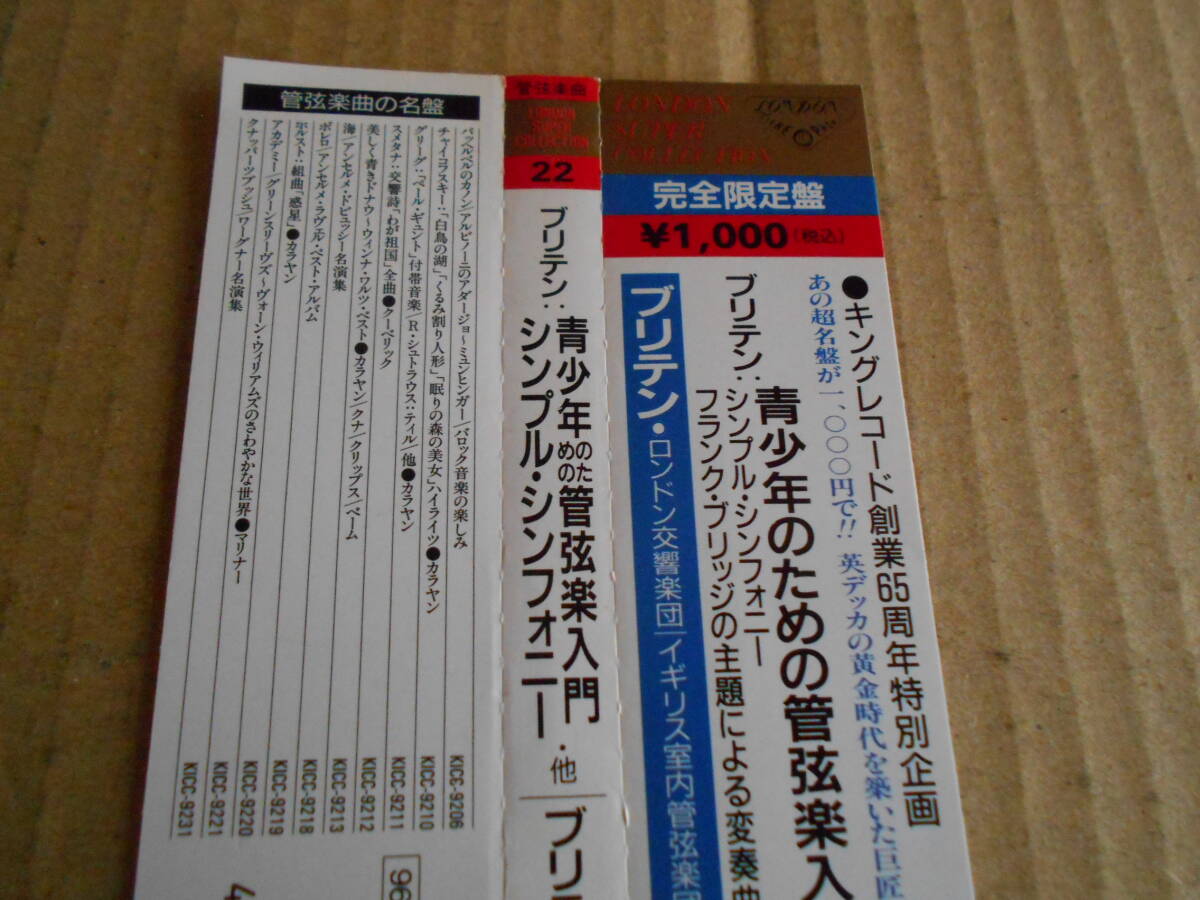 管弦楽曲の名盤
パッヘルベルのカノン/アルビノーニのアダージョ～ミュンヒンガー/バロック音楽の楽しみ
KICC-9206
チャイコフスキー:「白鳥の湖」「くるみ割り人形」「眠りの森の美女」ハイライツ●カラヤン
KICC-9210
グリーグ:「ペール・ギュント」付帯音楽/R・シュトラウス:ティル/他●カラヤン
KICC-9211
スメタナ:交響詩「わが祖国」全曲●クーベリック
KICC-9212
美しく青きドナウ～ウィンナ・ワルツ・ベスト●カラヤン/クナ/クリップス/ベーム
KICC-9213
海/アンセルメ・ドビュッシー名演集
KICC-9218
ボレロ/アンセルメ・ラヴェル・ベスト・アルバム
KICC-9219
ホルスト:組曲「惑星」●カラヤン
KICC-9220
アカデミー/グリーンスリーヴズ～ヴォーン・ウィリアムズのさわやかな世界●マリナー
KICC-9221
クナッパーツブッシュ/ワーグナー名演集
KICC-9231
96
管弦楽曲
LONDON
SUPER
COLLECTION
22
ブリテン:青少年のための管弦楽入門
シンプル・シンフォニー・他
ブリ
LONDON
SUPER
COLLECTION
LONDON
完全限定盤
¥1,000(税込)
●キングレコード創業65周年特別企画
あの超名盤が一、〇〇〇円で!! 英デッカの黄金時代を築いた巨匠
ブリテン:青少年のための管弦楽入
シンプル・シンフォニー
フランク・ブリッジの主題による変奏曲
ブリテン・ロンドン交響楽団/イギリス室内管弦楽団